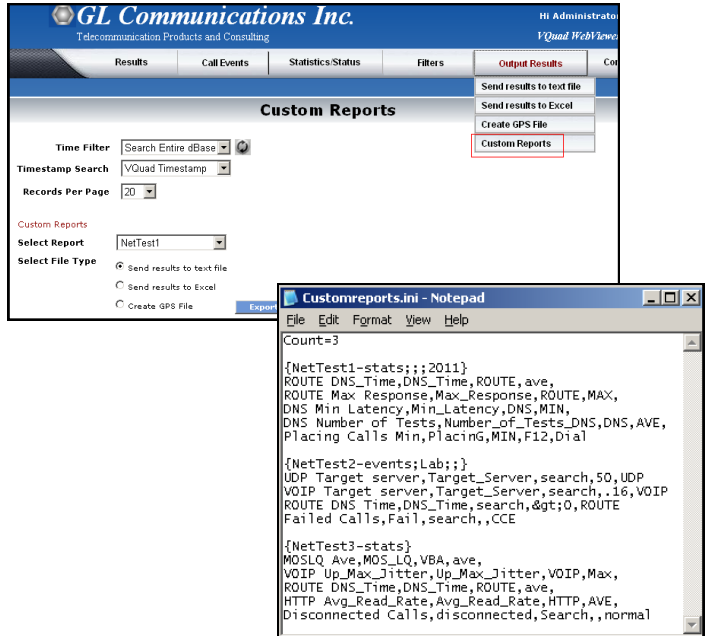 GL Communications Inc.
Telecommunication Products and Consulting
Hi Administrator
VQuad WebViewer
Results
Call Events
Statistics/Status
Filters
Output Results
Send results to text file
Send results to Excel
Create GPS File
Custom Reports
Custom Reports
Time Filter
Search Entire dBase
Timestamp Search
VQuad Timestamp
Records Per Page
20
Custom Reports
Select Report
NetTest1
Select File Type
Send results to text file
Send results to Excel
Create GPS File
Export
Customreports.ini - Notepad
File Edit Format View Help
Count=3
{NetTest1-stats;;;2011}
ROUTE DNS_Time,DNS_Time,ROUTE,ave,
ROUTE Max Response,Max_Response,ROUTE,MAX,
DNS Min Latency,Min_Latency,DNS,MIN,
DNS Number of Tests,Number_of_Tests_DNS,DNS,AVE,
Placing Calls Min,PlacinG,MIN,F12,Dial
{NetTest2-events;Lab;;}
UDP Target server,Target_Server,search,50,UDP
VOIP Target server,Target_Server,search,.16,VOIP
ROUTE DNS Time,DNS_Time,search,&gt;0,ROUTE
Failed Calls,Fail,search,,CCE
{NetTest3-stats}
MOSLQ Ave,MOS_LQ,VBA,ave,
VOIP Up_Max_Jitter,Up_Max_Jitter,VOIP,Max,
ROUTE DNS_Time,DNS_Time,ROUTE,ave,
HTTP Avg_Read_Rate,Avg_Read_Rate,HTTP,AVE,
Disconnected Calls,disconnected,Search,,normal